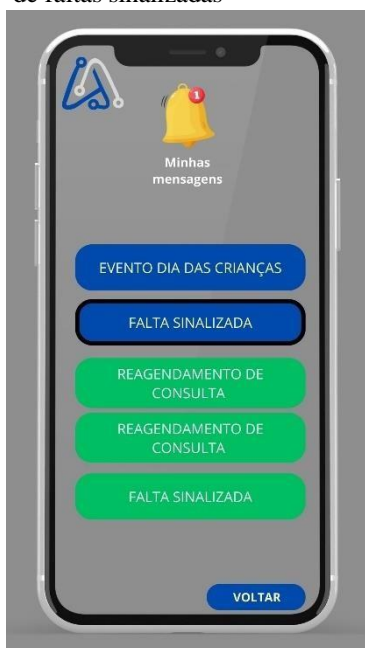 de faltas sinalizadas
1
Minhas
mensagens
EVENTO DIA DAS CRIANÇAS
FALTA SINALIZADA
REAGENDAMENTO DE
CONSULTA
REAGENDAMENTO DE
CONSULTA
FALTA SINALIZADA
VOLTAR